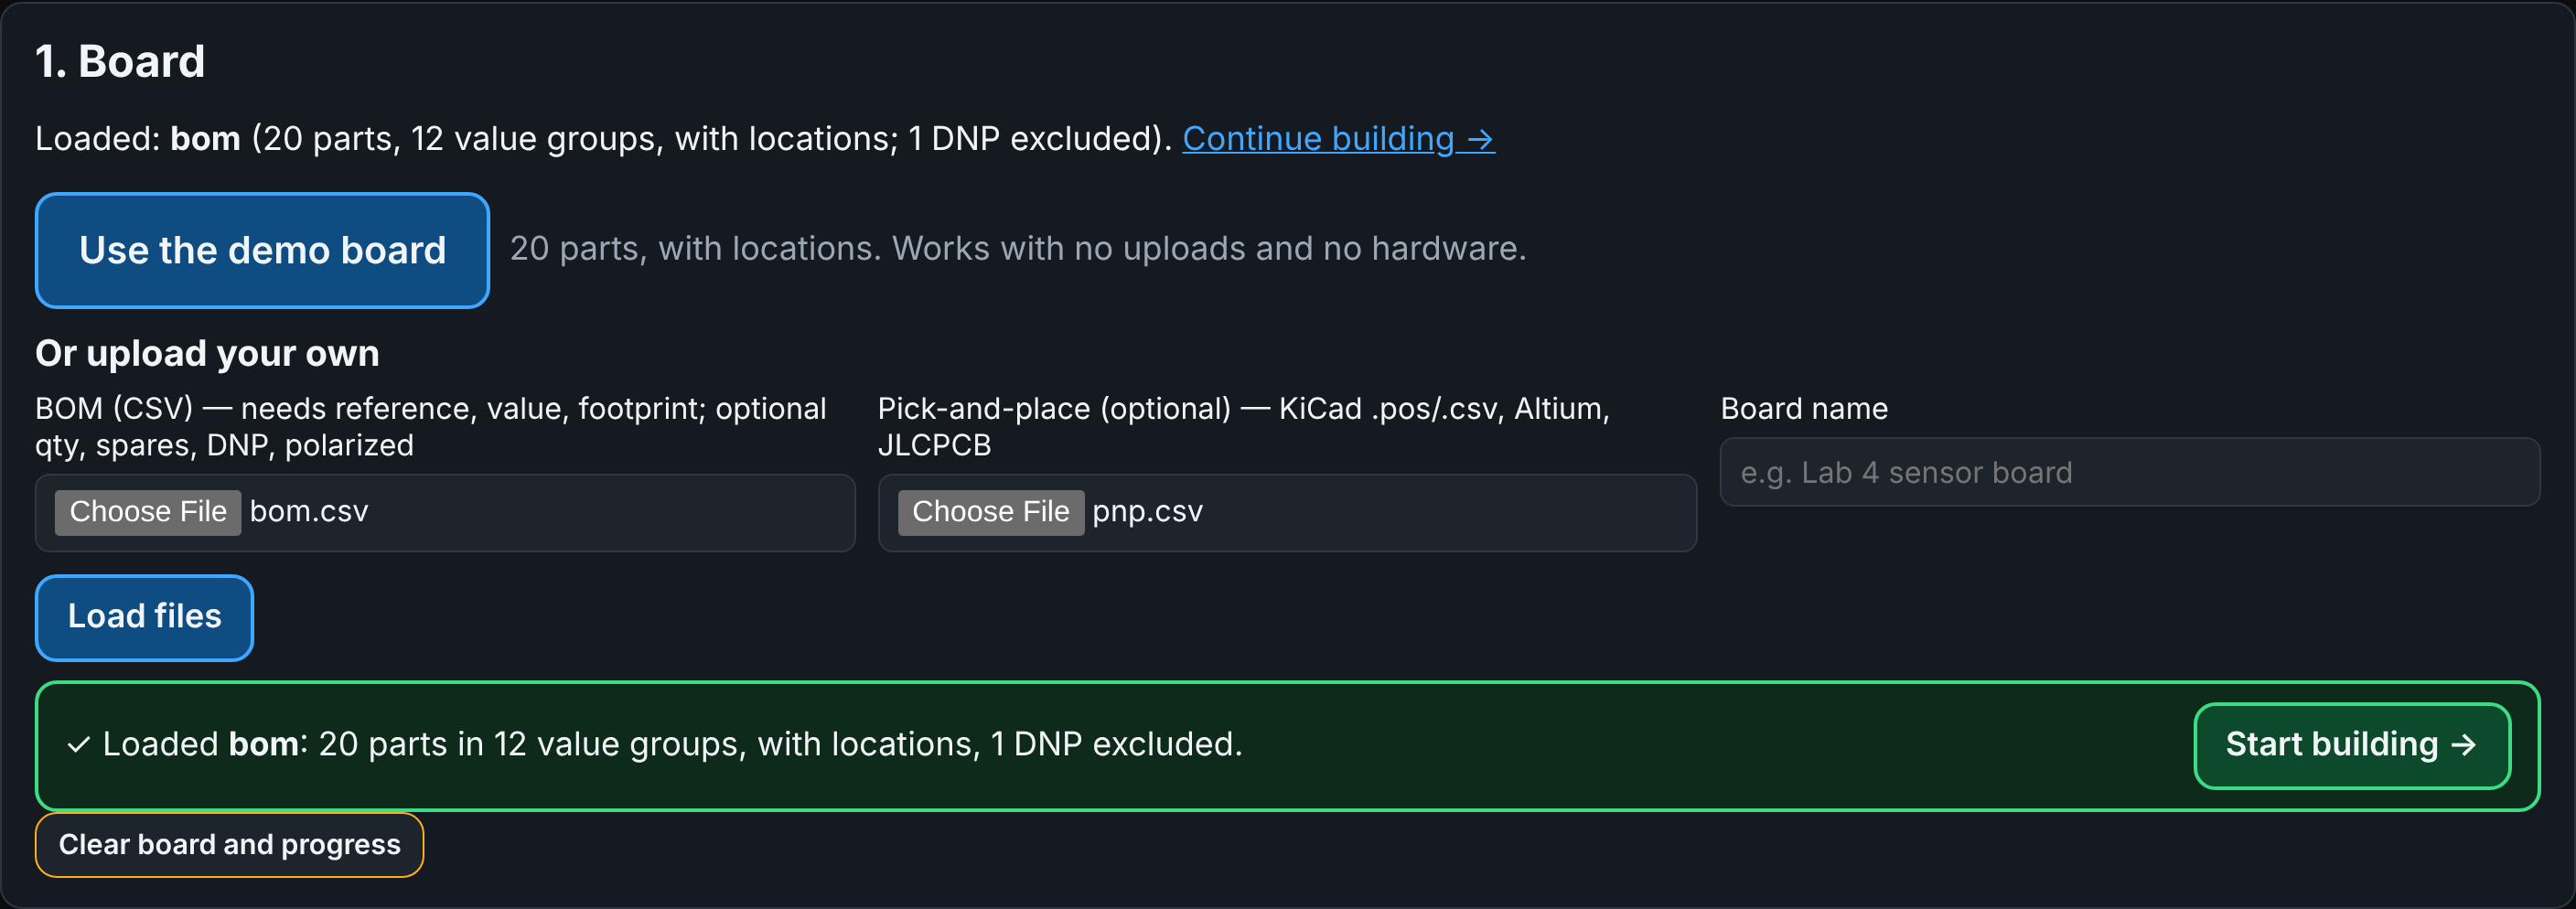 1. Board
Loaded: bom (20 parts, 12 value groups, with locations; 1 DNP excluded). Continue building →
Use the demo board
20 parts, with locations. Works with no uploads and no hardware.
Or upload your own
BOM (CSV) — needs reference, value, footprint; optional
qty, spares, DNP, polarized
Choose File bom.csv
Pick-and-place (optional) — KiCad .pos/.csv, Altium,
JLCPCB
Choose File pnp.csv
Board name
e.g. Lab 4 sensor board
Load files
✓ Loaded bom: 20 parts in 12 value groups, with locations, 1 DNP excluded.
Start building →
Clear board and progress